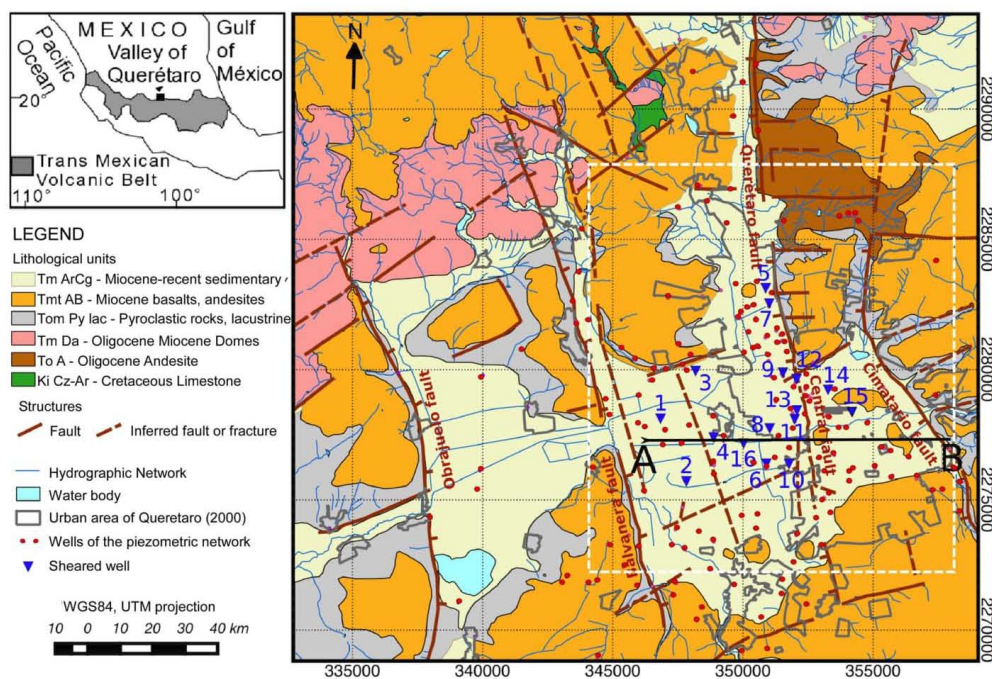 MEXICO
Valley of
Querétaro
Gulf
of
México
Pacific
Ocean
20°
Trans Mexican
Volcanic Belt
110°
100°
LEGEND
Lithological units
Tm ArCg - Miocene-recent sedimentary
Tmt AB - Miocene basalts, andesites
Tom Py lac - Pyroclastic rocks, lacustrine
Tm Da - Oligocene Miocene Domes
To A - Oligocene Andesite
Ki Cz-Ar - Cretaceous Limestone
Structures
Fault
Inferred fault or fracture
Hydrographic Network
Water body
Urban area of Queretaro (2000)
Wells of the piezometric network
Sheared well
WGS84, UTM projection
10 0 10 20 30 40 km
N
Querétaro fault
Obrajuelo fault
Balvanera fault
Central fault
Cimatario fault
5
7
12
9
14
3
1
13
15
8
11
4
16
2
6
10
A
B
2290000
2285000
2280000
2275000
2270000
335000
340000
345000
350000
355000